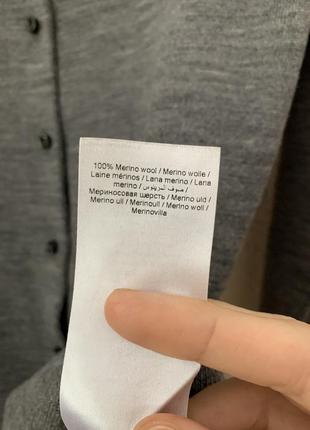 100% Merino wool / Merino wolle /
Laine mérinos / Lana merino / Lana
merino / صوف المرينوس /
Мериносовая шерсть / Merino uld /
Merino ull / Merinoull / Merino woll /
Merinovilla